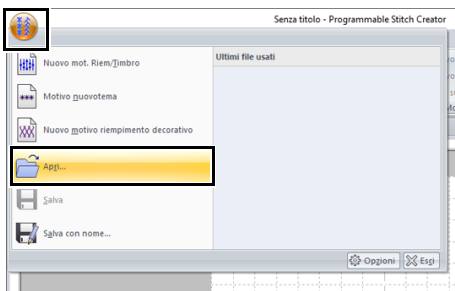 Senza titolo - Programmable Stitch Creator
Nuovo mot. Riem/Timbro
Ultimi file usati
Motivo nuovotema
Nuovo motivo riempimento decorativo
Apri...
Salva
Salva con nome...
Opzioni
Esci